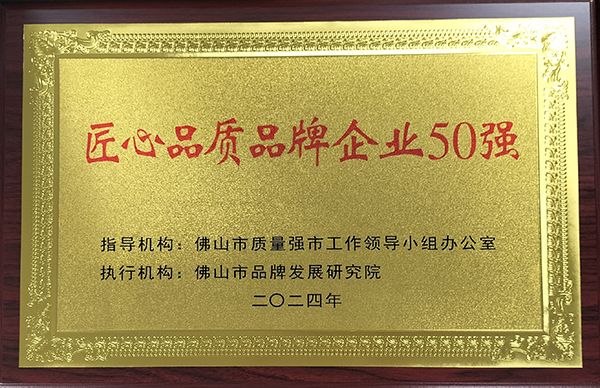 匠心品质品牌企业50强
指导机构：佛山市质量强市工作领导小组办公室
执行机构：佛山市品牌发展研究院
二〇二四年